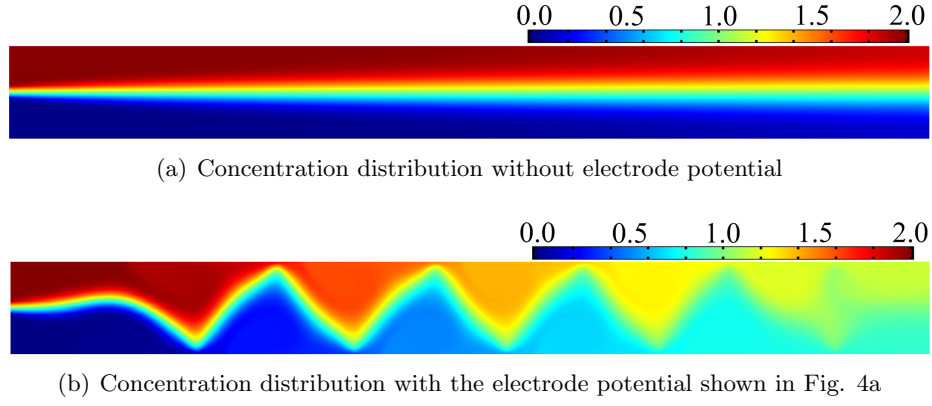 0.0 0.5 1.0 1.5 2.0
(a) Concentration distribution without electrode potential
0.0 0.5 1.0 1.5 2.0
(b) Concentration distribution with the electrode potential shown in Fig. 4a